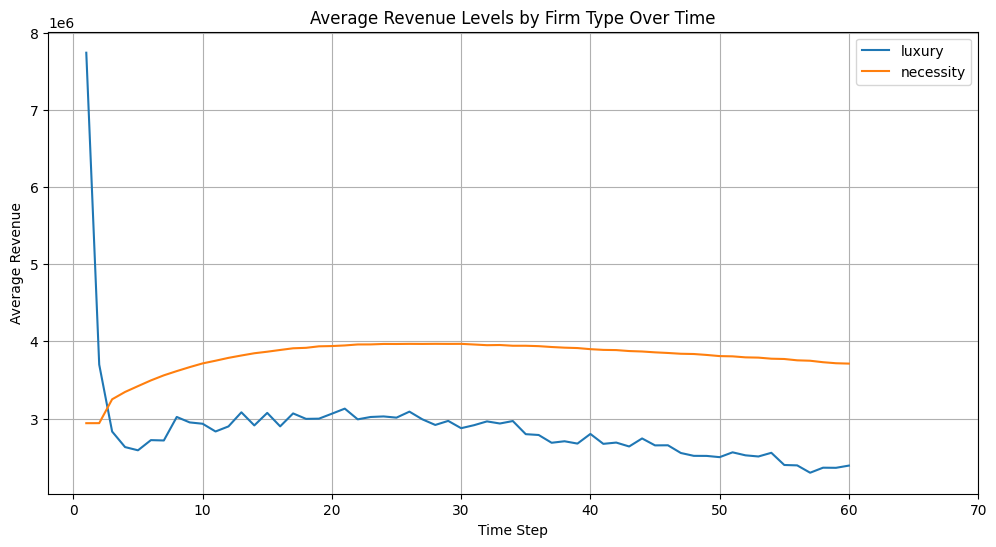 Average Revenue Levels by Firm Type Over Time
1e6
luxury
necessity
Average Revenue
8
7
6
5
4
3
0 10 20 30 40 50 60 70
Time Step